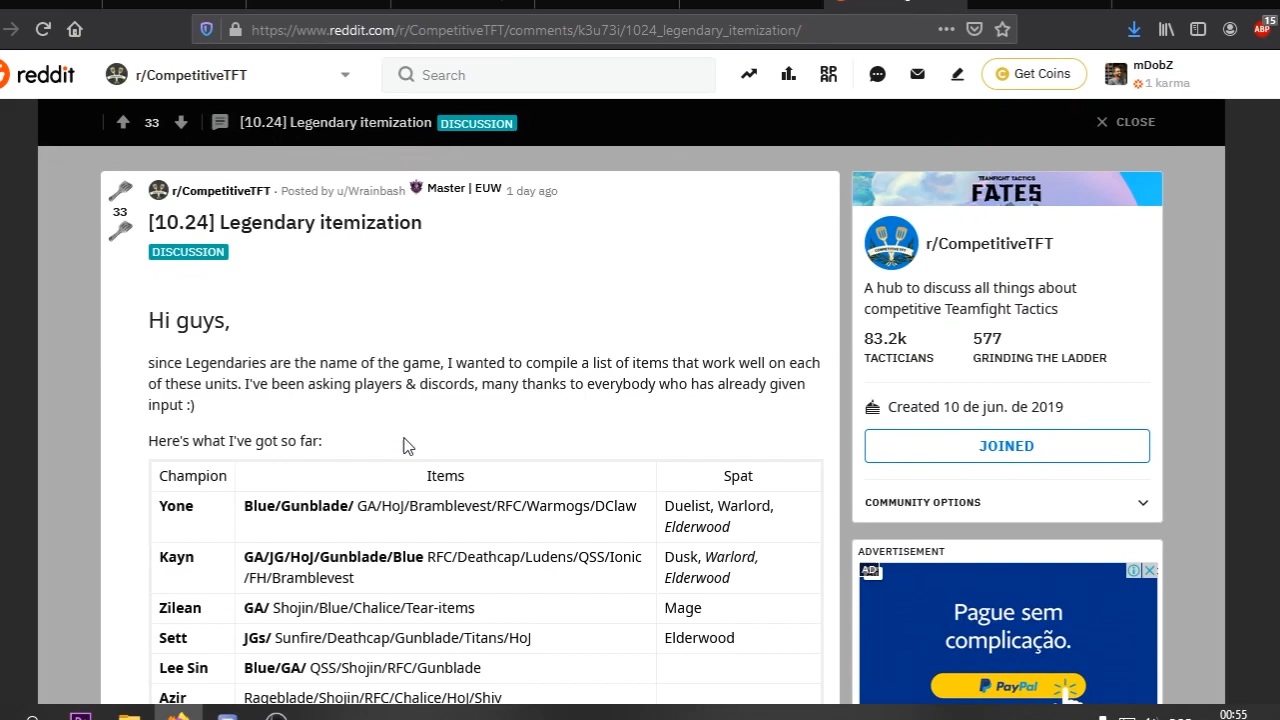 https://www.reddit.com/r/CompetitiveTFT/comments/k3u73i/1024_legendary_itemization/
15
ABP
reddit
r/CompetitiveTFT
Search
Get Coins
mDobZ
1 karma
33
[10.24] Legendary itemization
DISCUSSION
CLOSE
r/CompetitiveTFT · Posted by u/Wrainbash Master | EUW 1 day ago
33
[10.24] Legendary itemization
DISCUSSION
Hi guys,
since Legendaries are the name of the game, I wanted to compile a list of items that work well on each
of these units. I've been asking players & discords, many thanks to everybody who has already given
input :)
Here's what I've got so far:
Champion Items Spat
Yone Blue/Gunblade/ GA/HoJ/Bramblevest/RFC/Warmogs/DClaw Duelist, Warlord,
Elderwood
Kayn GA/JG/HoJ/Gunblade/Blue RFC/Deathcap/Ludens/QSS/Ionic Dusk, Warlord,
/FH/Bramblevest Elderwood
Zilean GA/ Shojin/Blue/Chalice/Tear-items Mage
Sett JGs/ Sunfire/Deathcap/Gunblade/Titans/HoJ Elderwood
Lee Sin Blue/GA/ QSS/Shojin/RFC/Gunblade
Azir Rageblade/Shojin/RFC/Chalice/HoJ/Shiv
TEAMFIGHT TACTICS
FATES
r/CompetitiveTFT
A hub to discuss all things about
competitive Teamfight Tactics
83.2k 577
TACTICIANS GRINDING THE LADDER
Created 10 de jun. de 2019
JOINED
COMMUNITY OPTIONS
ADVERTISEMENT
AD
Pague sem
complicação.
PayPal
00:55